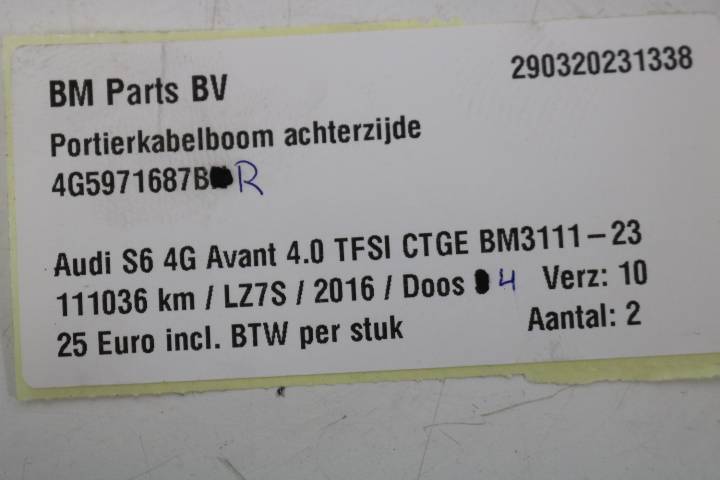 BM Parts BV 290320231338
Portierkabelboom achterzijde
4G5971687B R
Audi S6 4G Avant 4.0 TFSI CTGE BM3111-23
111036 km / LZ7S / 2016 / Doos 4 Verz: 10
25 Euro incl. BTW per stuk Aantal: 2